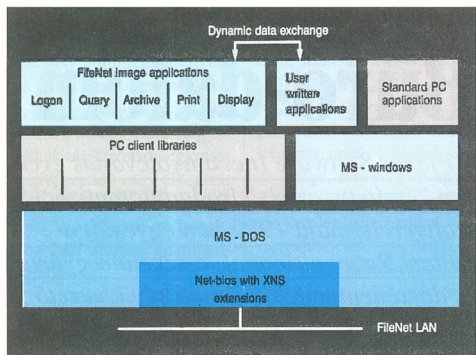 Dynamic data exchange
FileNet image applications
Logon Query Archive Print Display
User
written
applications
Standard PC
applications
PC client libraries
MS - windows
MS - DOS
Net-bios with XNS
extensions
FileNet LAN